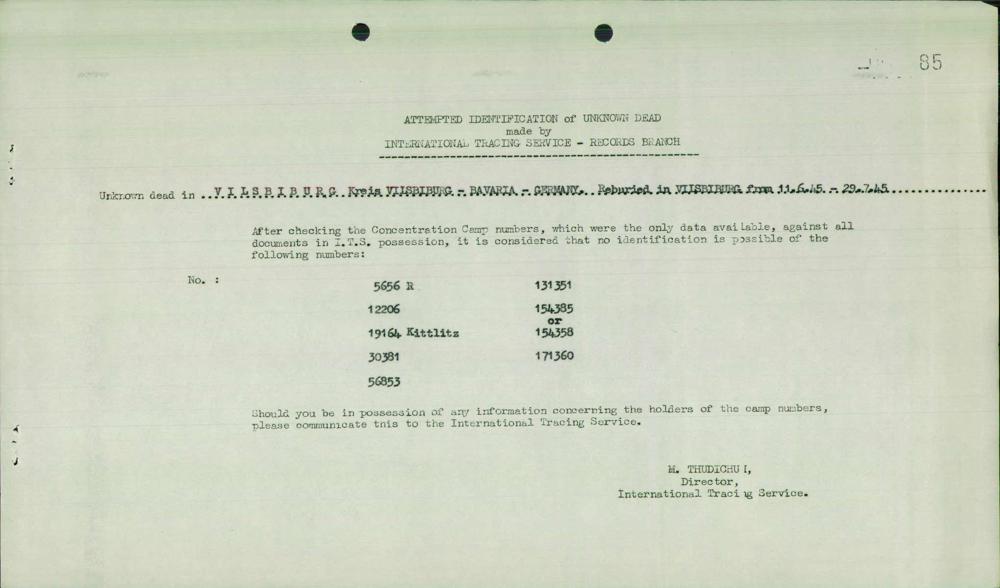 85
ATTEMPTED IDENTIFICATION of UNKNOWN DEAD
made by
INTERNATIONAL TRACING SERVICE - RECORDS BRANCH
Unknown dead in ..V.I.L.S.B.I.B.U.R.G. Kreis VILSBIBURG - BAVARIA - GERMANY.. Reburied in VILSBIBURG from 11.6.45. - 29.7.45................
After checking the Concentration Camp numbers, which were the only data available, against all
documents in I.T.S. possession, it is considered that no identification is possible of the
following numbers:
No. :
5656 R 131351
12206 154385
or
19164 Kittlitz 154358
30381 171360
56853
Should you be in possession of any information concerning the holders of the camp numbers,
please communicate this to the International Tracing Service.
M. THUDICHU I,
Director,
International Traci g Service.